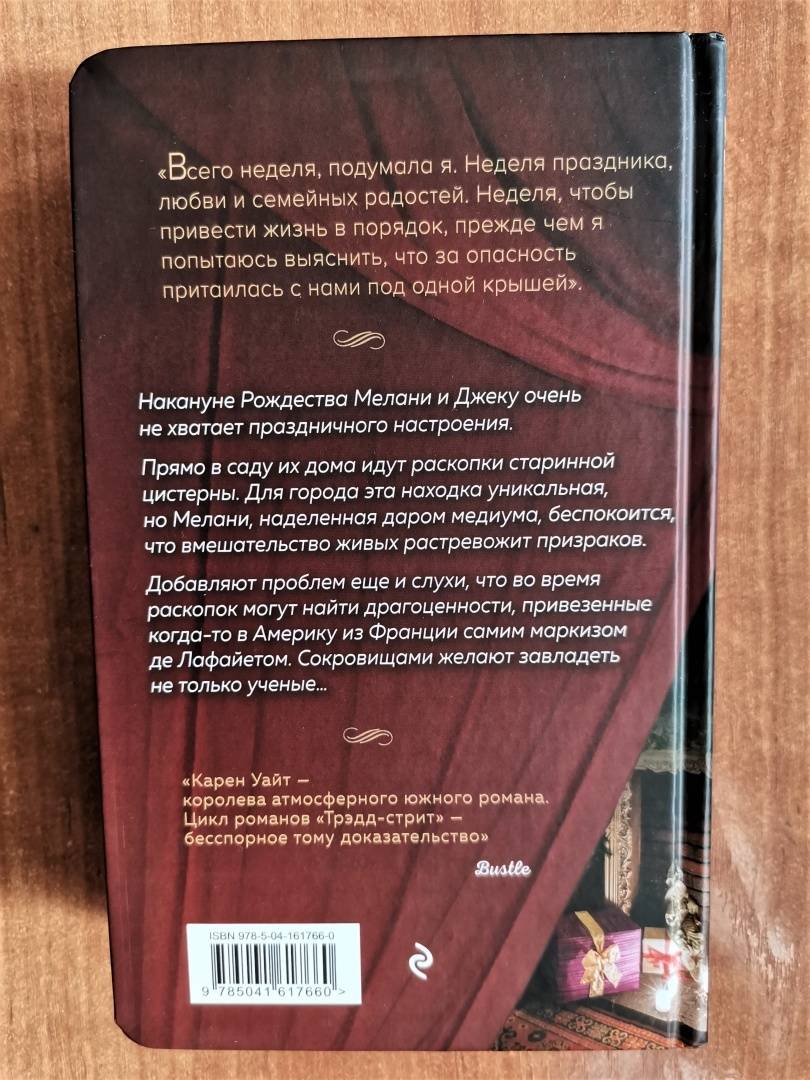 «Всего неделя, подумала я. Неделя праздника,
любви и семейных радостей. Неделя, чтобы
привести жизнь в порядок, прежде чем я
попытаюсь выяснить, что за опасность
притаилась с нами под одной крышей».
Накануне Рождества Мелани и Джеку очень
не хватает праздничного настроения.
Прямо в саду их дома идут раскопки старинной
цистерны. Для города эта находка уникальная,
но Мелани, наделенная даром медиума, беспокоится,
что вмешательство живых растревожит призраков.
Добавляют проблем еще и слухи, что во время
раскопок могут найти драгоценности, привезенные
когда-то в Америку из Франции самим маркизом
де Лафайетом. Сокровищами желают завладеть
не только ученые...
«Карен Уайт –
королева атмосферного южного романа.
Цикл романов «Трэдд-стрит» –
бесспорное тому доказательство»
Bustle
ISBN 978-5-04-161766-0
9 785041 617660 >